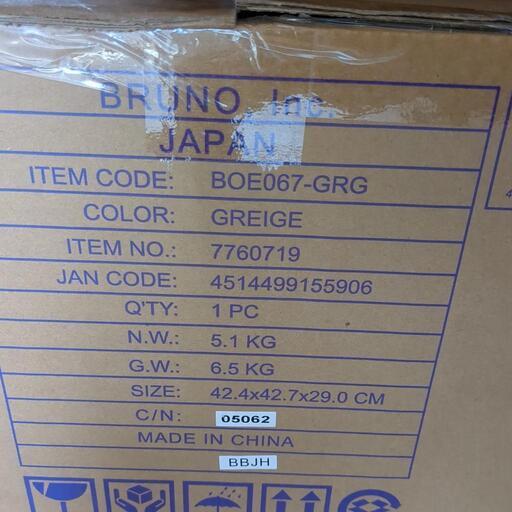 BRUNO, Inc.
JAPAN
ITEM CODE: BOE067-GRG
COLOR: GREIGE
ITEM NO.: 7760719
JAN CODE: 4514499155906
Q'TY: 1 PC
N.W.: 5.1 KG
G.W.: 6.5 KG
SIZE: 42.4x42.7x29.0 CM
C/N: 05062
MADE IN CHINA
BBJH